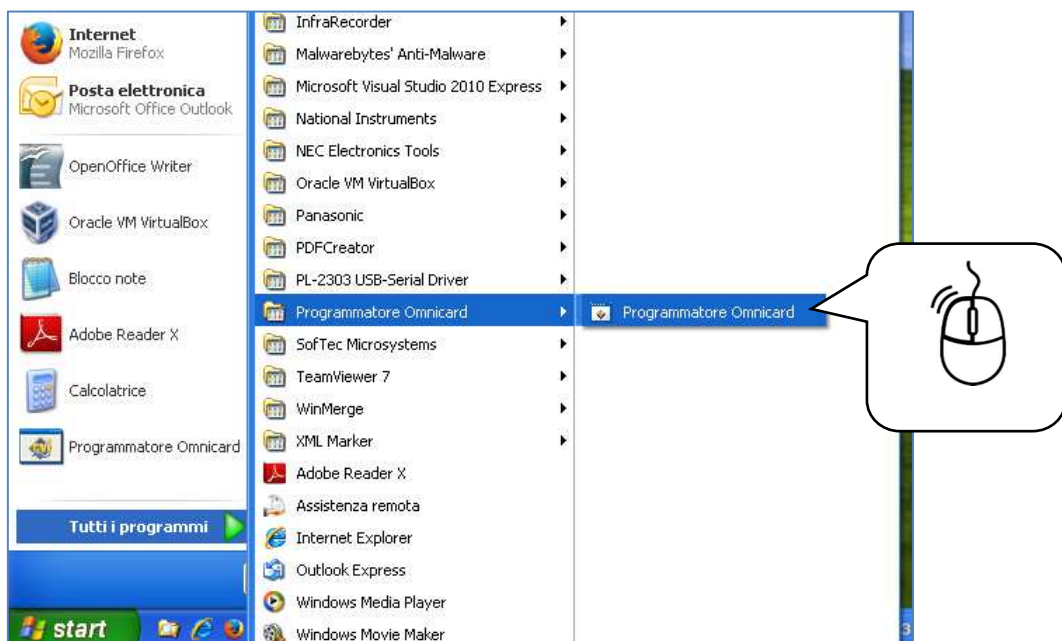 Internet
Mozilla Firefox
Posta elettronica
Microsoft Office Outlook
OpenOffice Writer
Oracle VM VirtualBox
Blocco note
Adobe Reader X
Calcolatrice
Programmatore Omnicard
Tutti i programmi
start
InfraRecorder
Malwarebytes' Anti-Malware
Microsoft Visual Studio 2010 Express
National Instruments
NEC Electronics Tools
Oracle VM VirtualBox
Panasonic
PDFCreator
PL-2303 USB-Serial Driver
Programmatore Omnicard
SofTec Microsystems
TeamViewer 7
WinMerge
XML Marker
Adobe Reader X
Assistenza remota
Internet Explorer
Outlook Express
Windows Media Player
Windows Movie Maker
Programmatore Omnicard
3